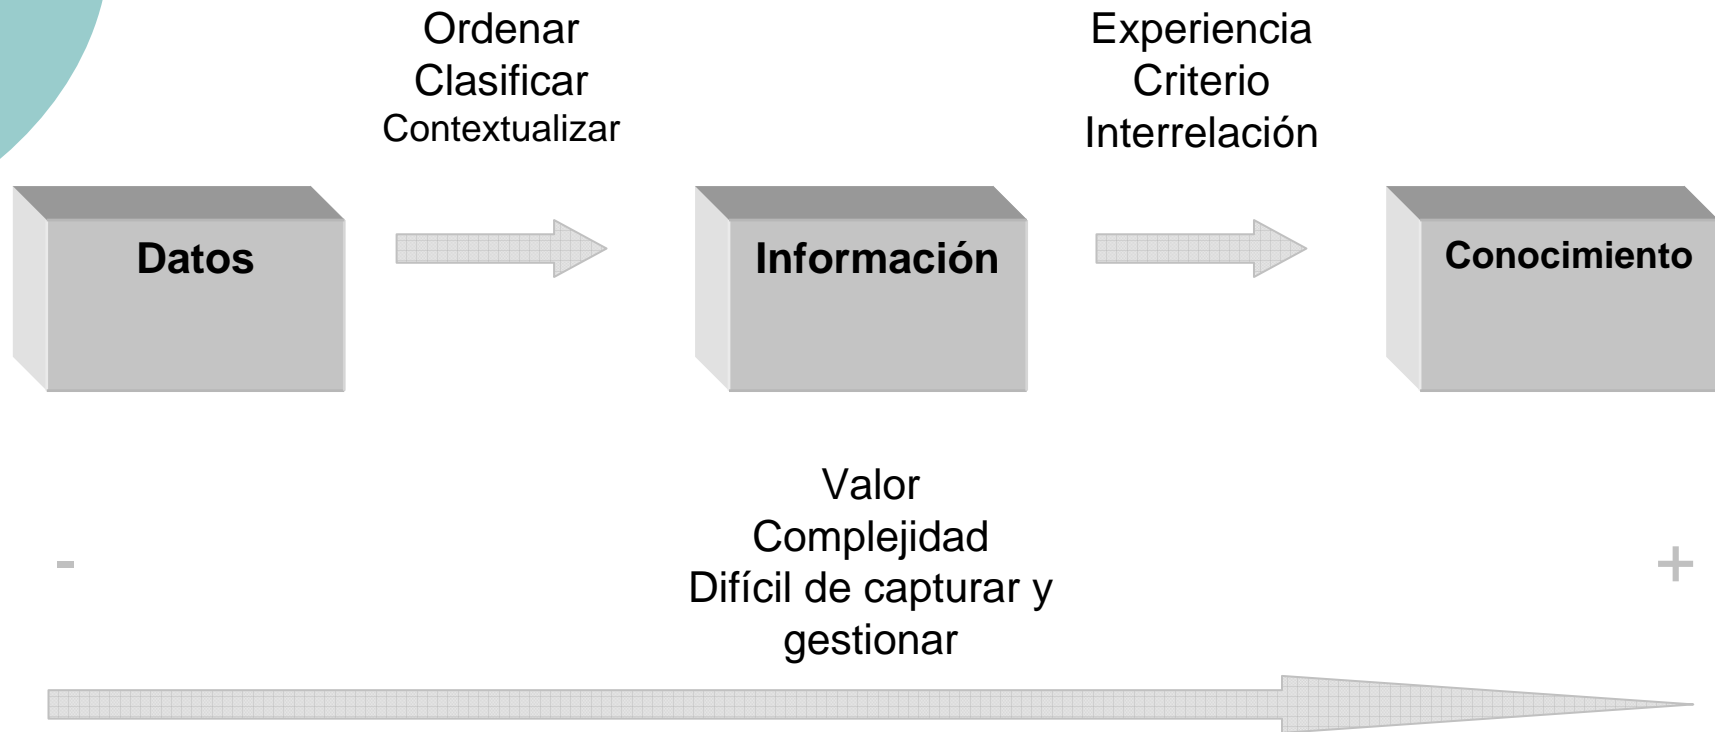 Ordenar
Clasificar
Contextualizar
Experiencia
Criterio
Interrelación
Datos
Información
Conocimiento
Valor
Complejidad
Difícil de capturar y
gestionar
-
+